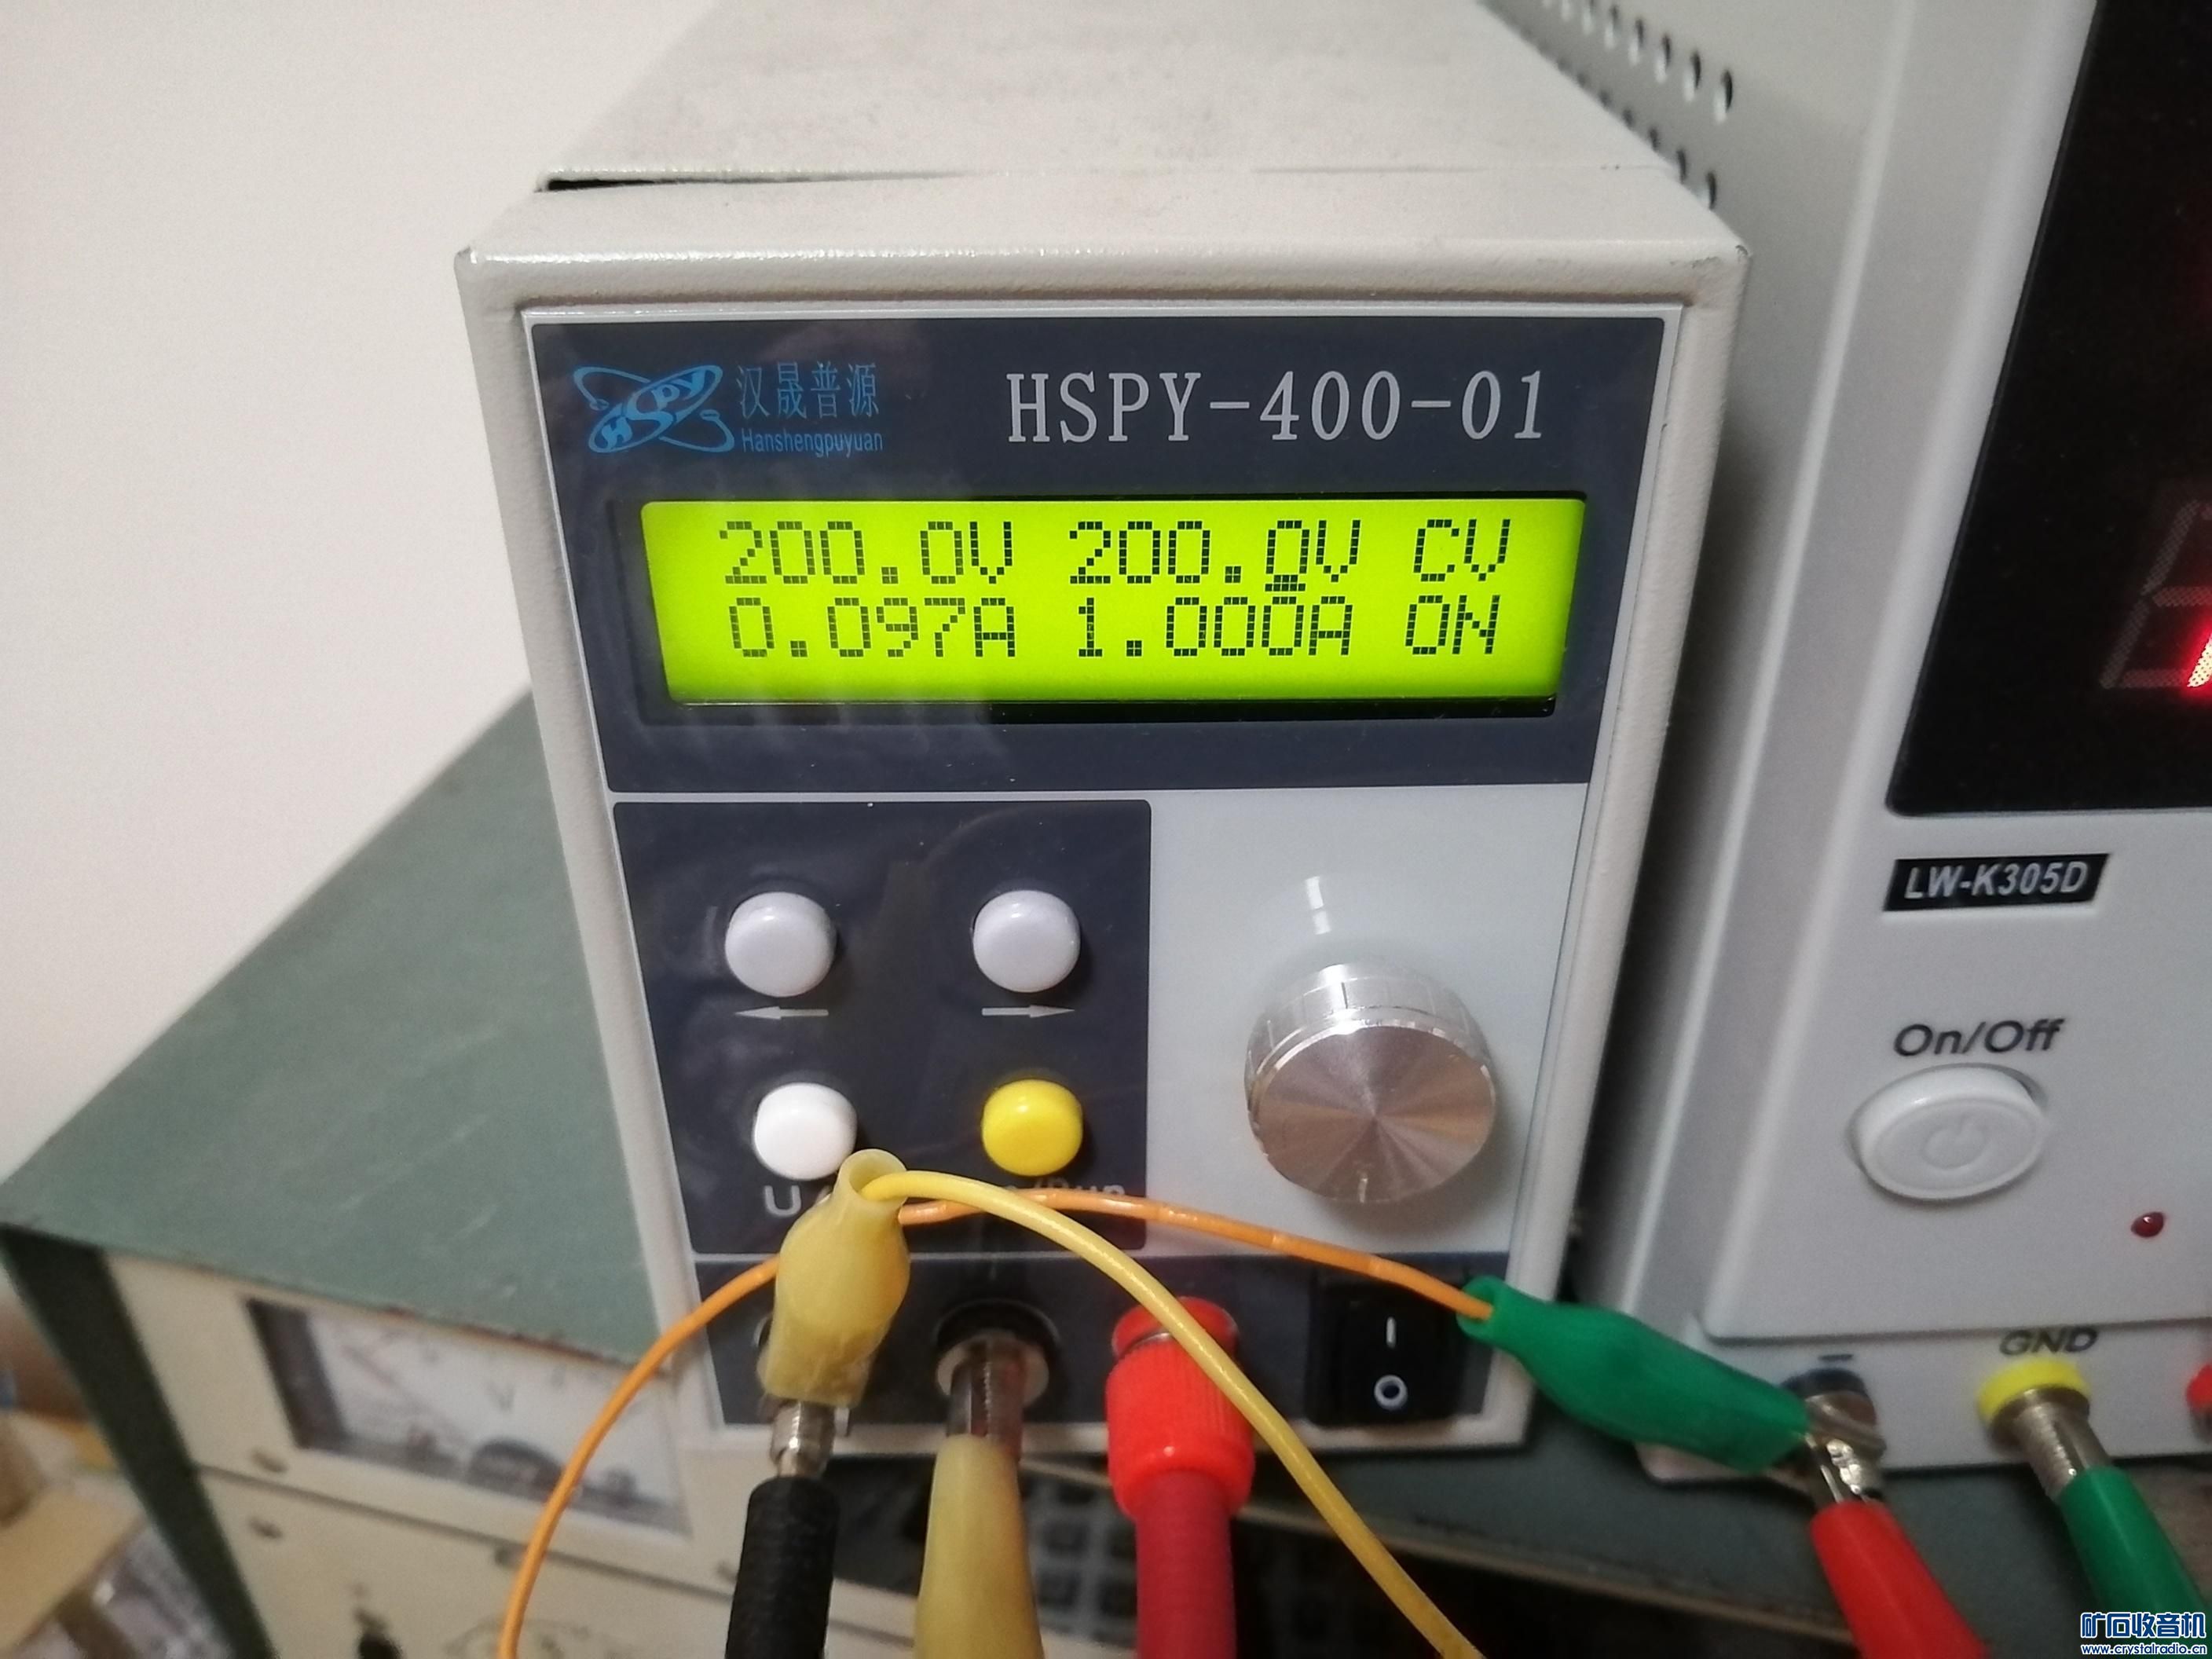 HSPY
汉晟普源
Hanshengpuyuan
HSPY-400-01
200.0V 200.0V CV
0.097A 1.000A ON
LW-K305D
On/Off
GND
V
矿石收音机
www.crystalradio.cn